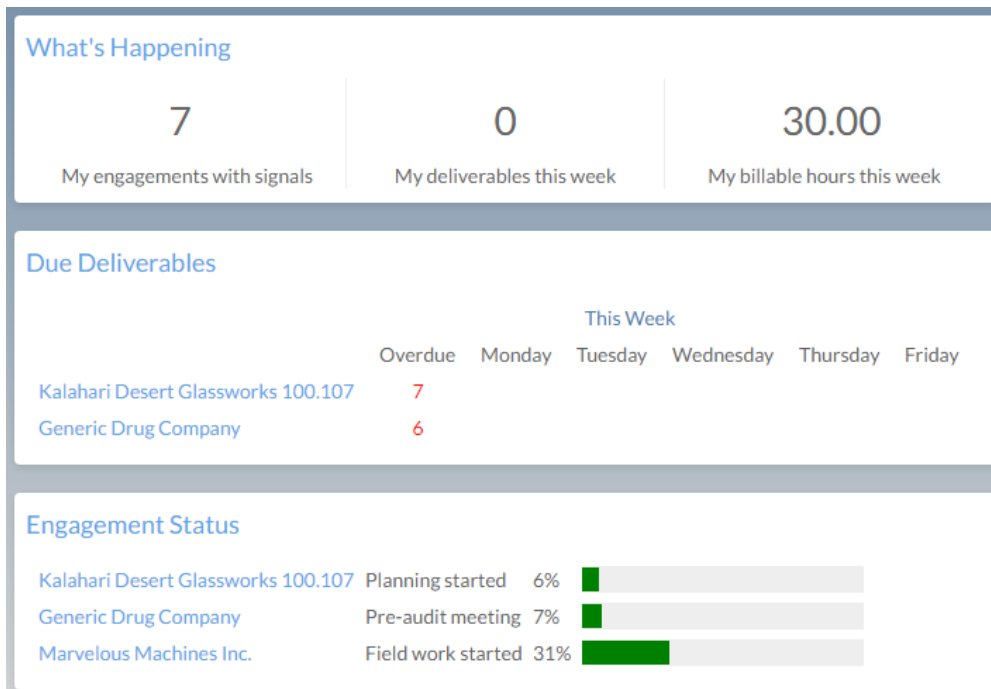 What's Happening
7 0 30.00
My engagements with signals My deliverables this week My billable hours this week
Due Deliverables
This Week
Overdue Monday Tuesday Wednesday Thursday Friday
Kalahari Desert Glassworks 100.107 7
Generic Drug Company 6
Engagement Status
Kalahari Desert Glassworks 100.107 Planning started 6%
Generic Drug Company Pre-audit meeting 7%
Marvelous Machines Inc. Field work started 31%